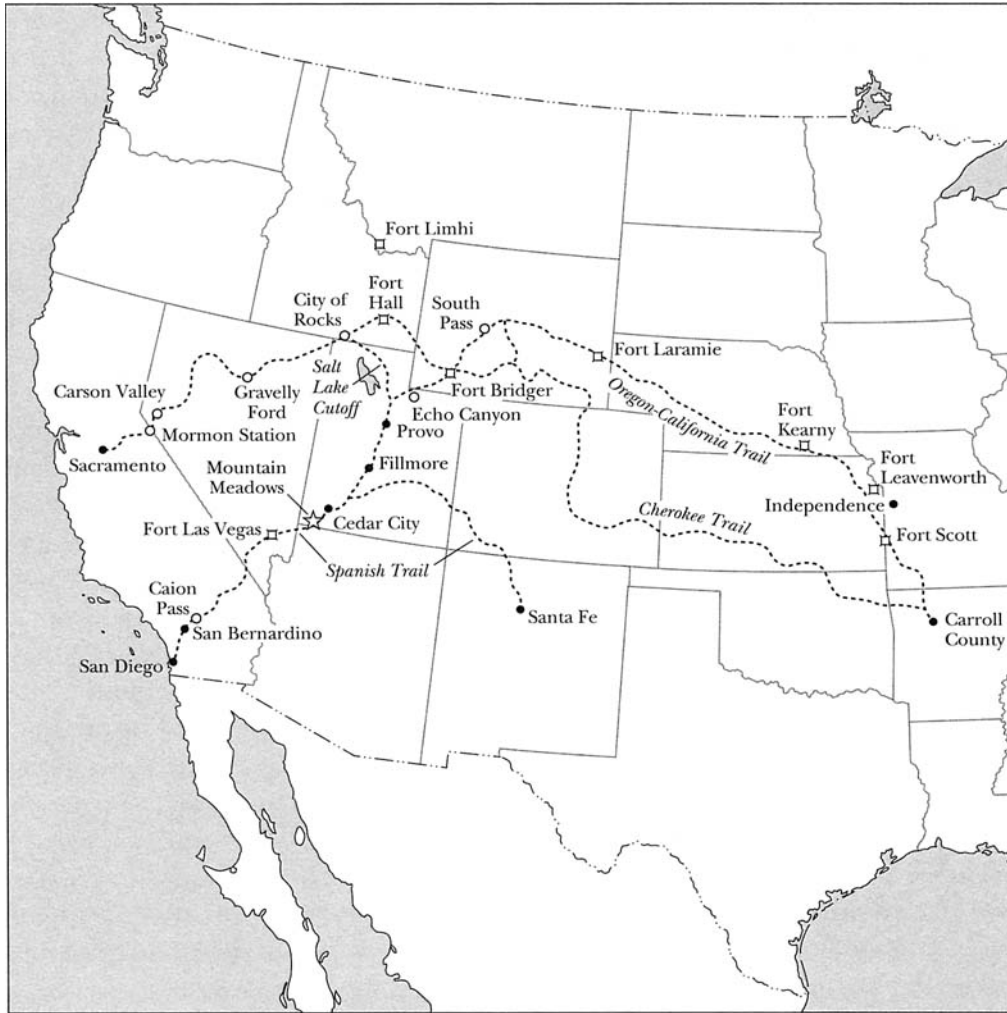 Fort Limhi
Fort
Hall
City of
Rocks
South
Pass
Fort Laramie
Salt
Lake
Cutoff
Carson Valley
Gravelly
Ford
Fort Bridger
Echo Canyon
Oregon-California Trail
Fort
Kearny
Mormon Station
Provo
Sacramento
Mountain
Meadows
Fillmore
Fort
Leavenworth
Independence
Fort Las Vegas
Cedar City
Cherokee Trail
Fort Scott
Spanish Trail
Caion
Pass
San Bernardino
Santa Fe
Carroll
County
San Diego